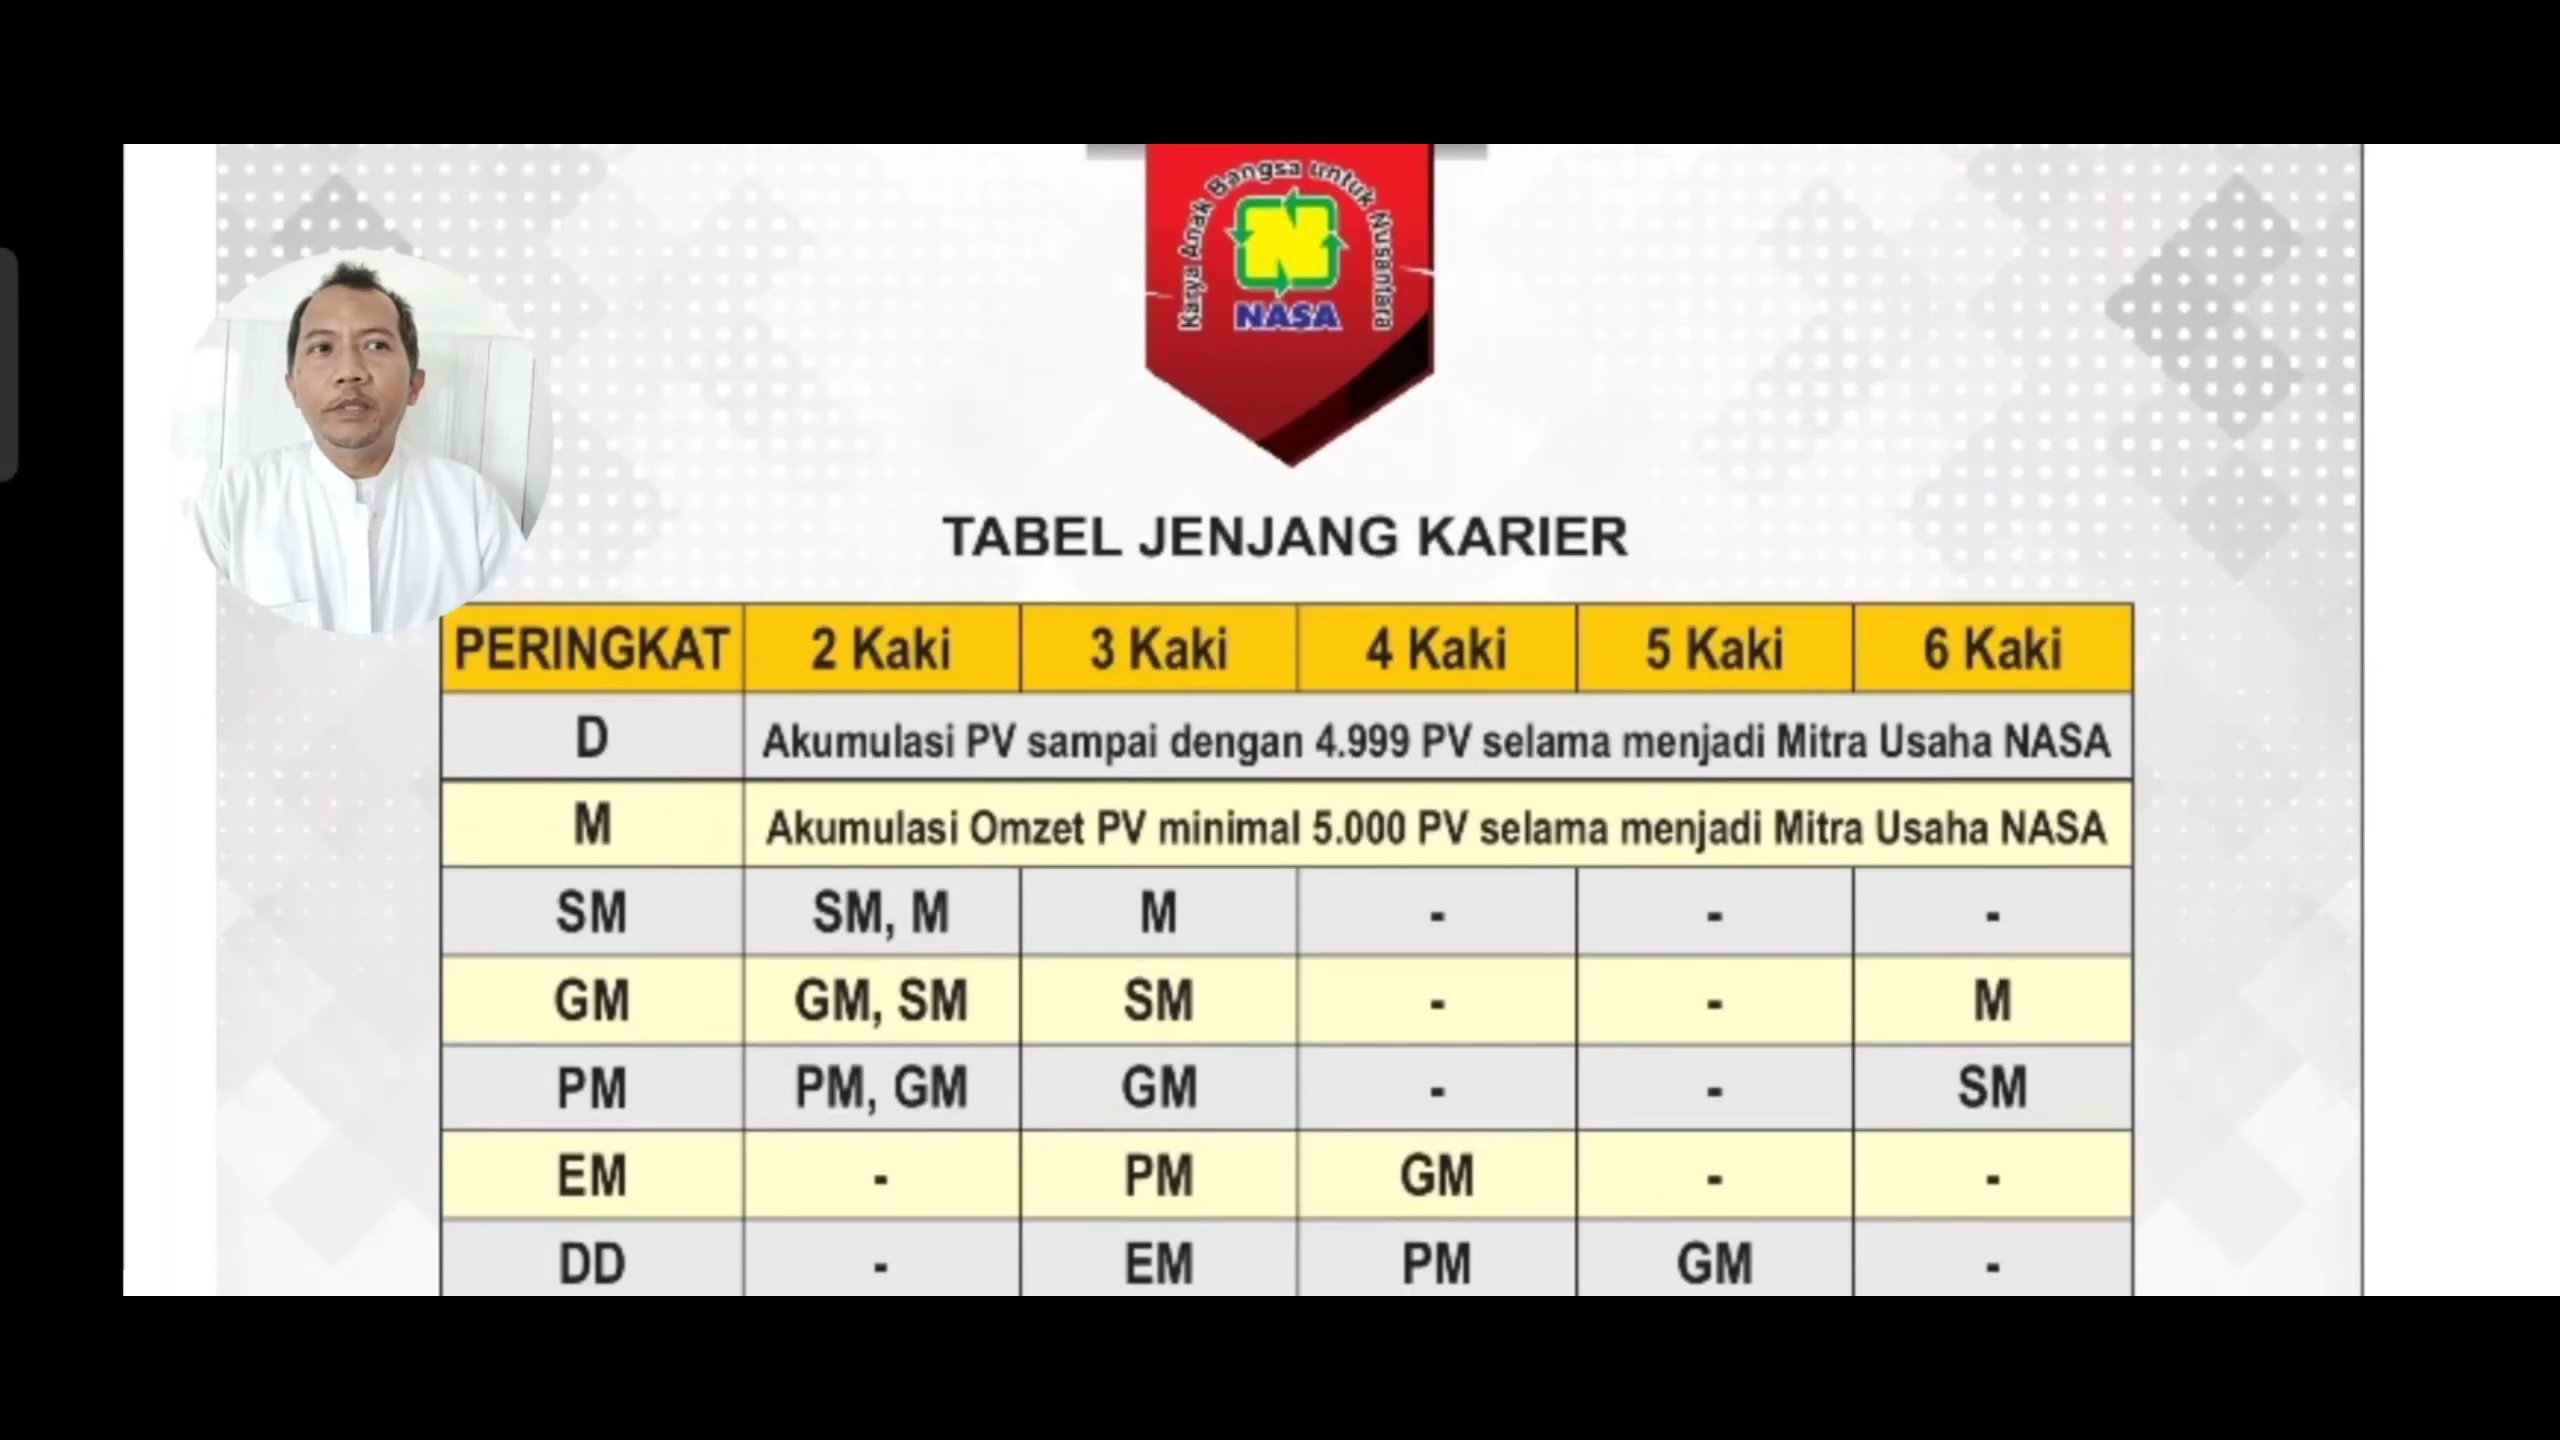 Karya Anak Bangsa untuk Nusantara
N
NASA
TABEL JENJANG KARIER
PERINGKAT 2 Kaki 3 Kaki 4 Kaki 5 Kaki 6 Kaki
D Akumulasi PV sampai dengan 4.999 PV selama menjadi Mitra Usaha NASA
M Akumulasi Omzet PV minimal 5.000 PV selama menjadi Mitra Usaha NASA
SM SM, M M - - -
GM GM, SM SM - - M
PM PM, GM GM - - SM
EM - PM GM - -
DD - EM PM GM -